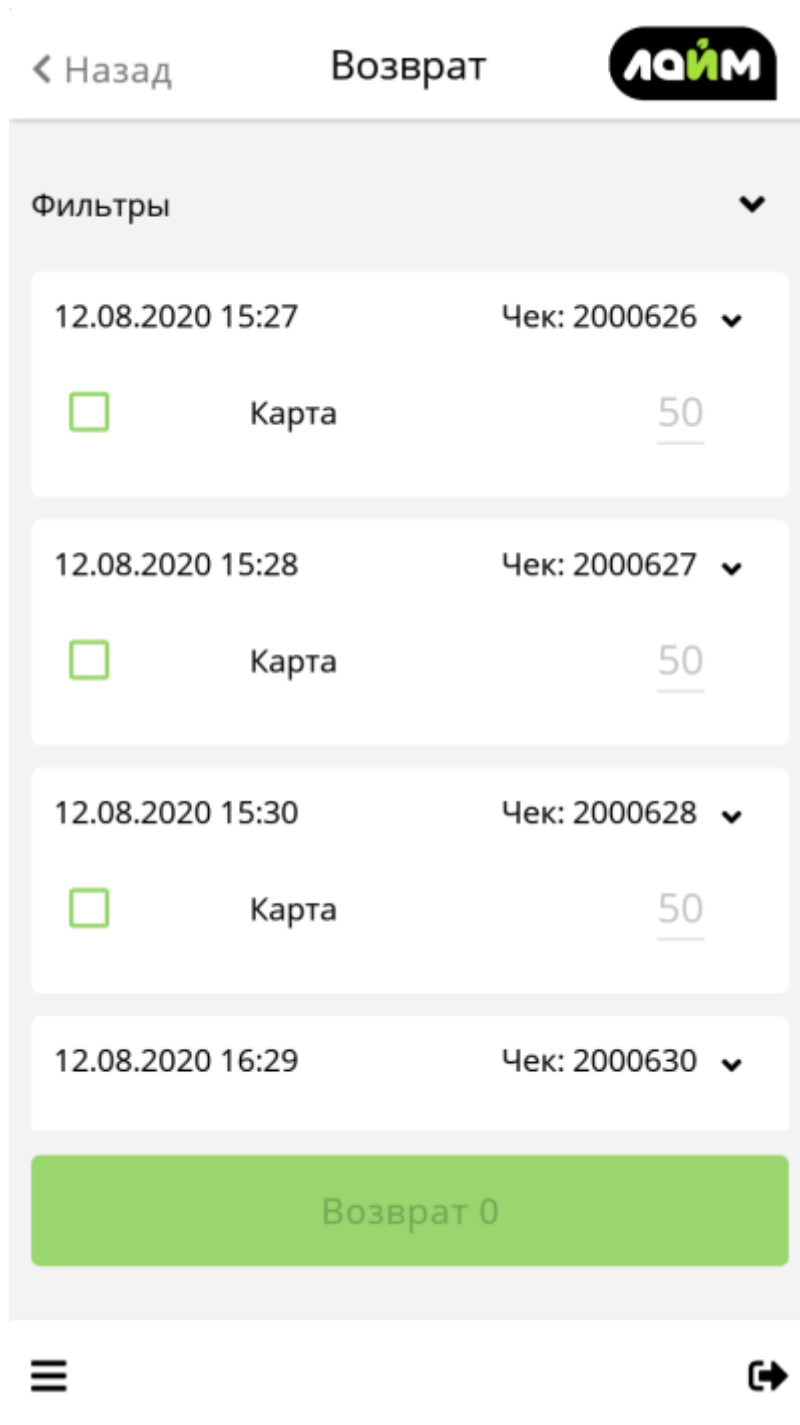 Назад Возврат лайм
Фильтры
12.08.2020 15:27 Чек: 2000626
Карта 50
12.08.2020 15:28 Чек: 2000627
Карта 50
12.08.2020 15:30 Чек: 2000628
Карта 50
12.08.2020 16:29 Чек: 2000630
Возврат 0